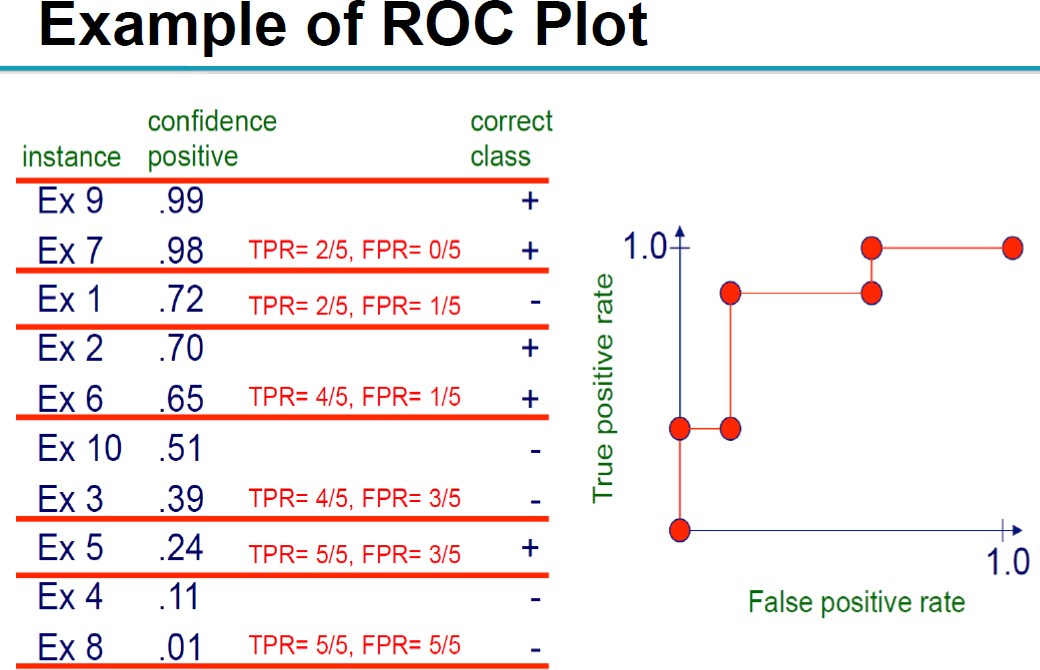 Example of ROC Plot
instance confidence positive correct class
Ex 9 .99 +
Ex 7 .98 TPR= 2/5, FPR= 0/5 +
Ex 1 .72 TPR= 2/5, FPR= 1/5 -
Ex 2 .70 +
Ex 6 .65 TPR= 4/5, FPR= 1/5 +
Ex 10 .51 -
Ex 3 .39 TPR= 4/5, FPR= 3/5 -
Ex 5 .24 TPR= 5/5, FPR= 3/5 +
Ex 4 .11 -
Ex 8 .01 TPR= 5/5, FPR= 5/5 -
1.0
True positive rate
1.0
False positive rate